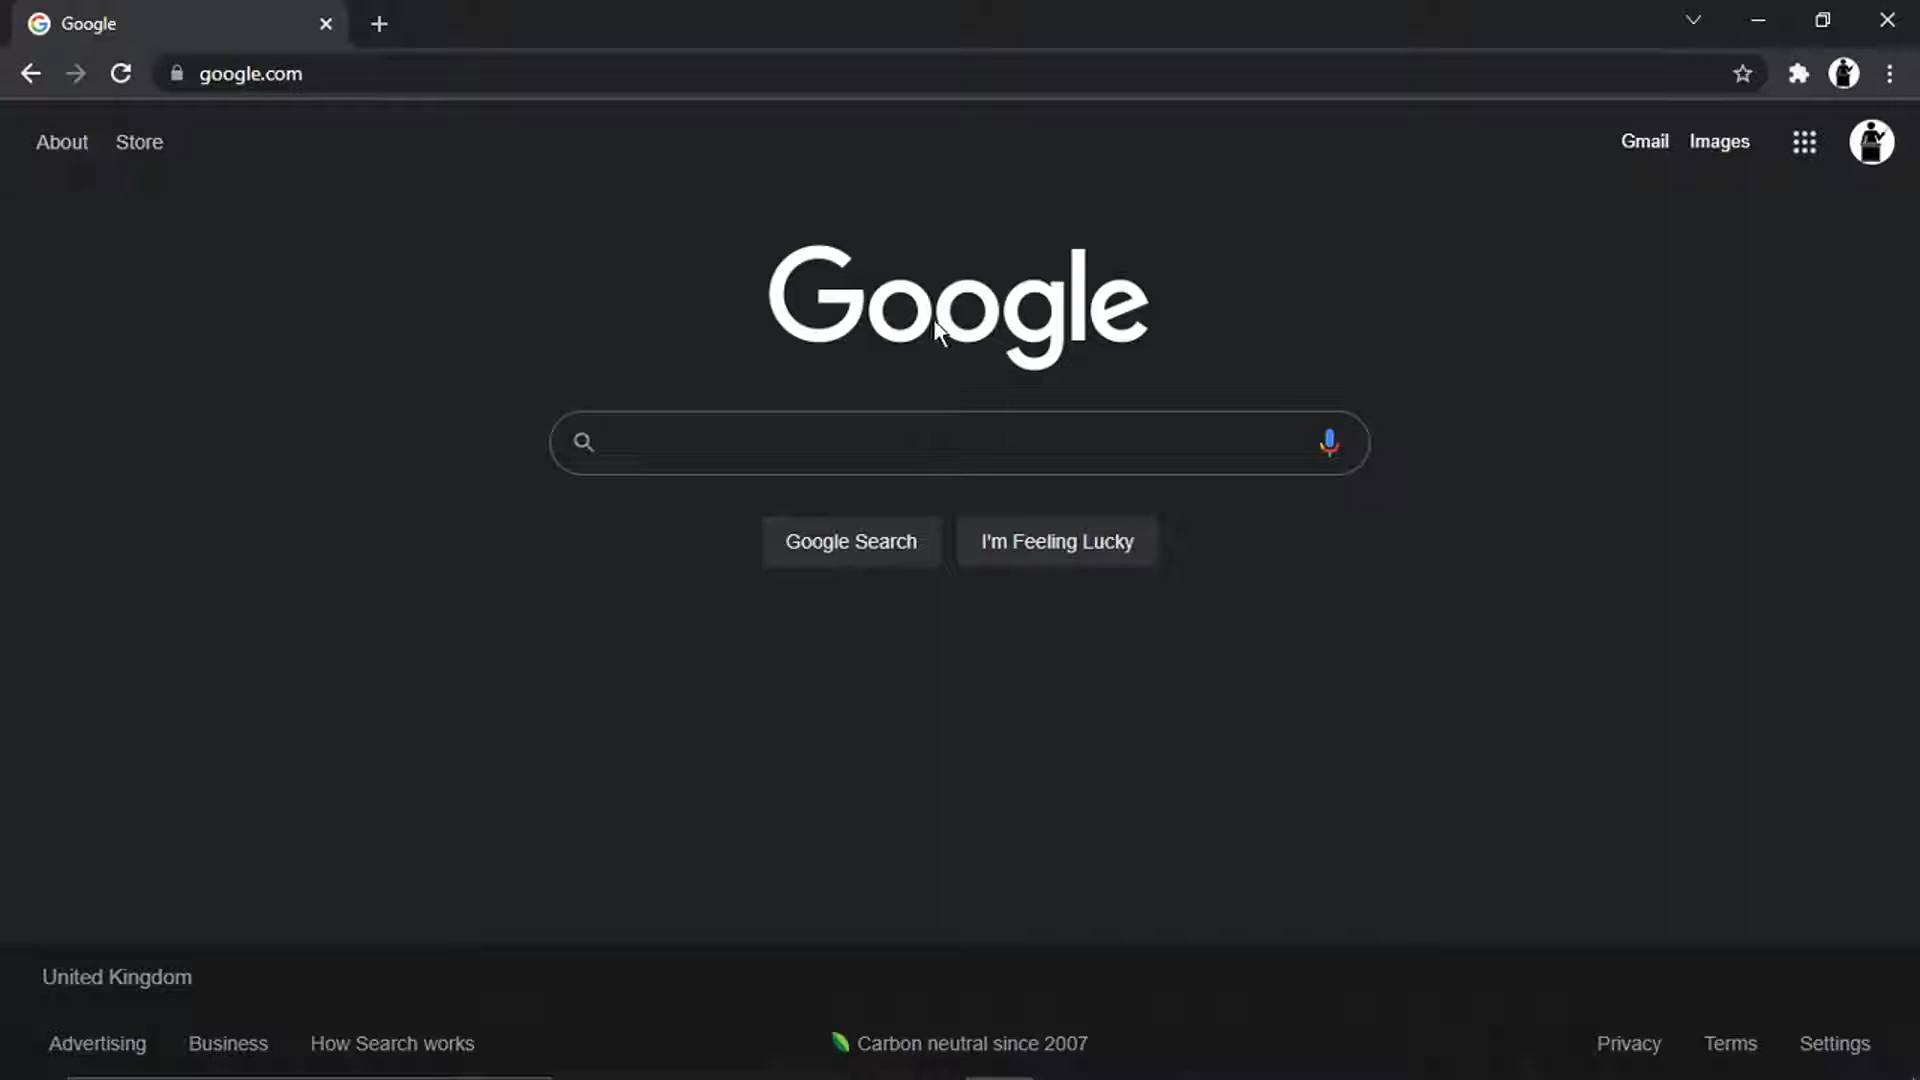 Google
google.com
About Store
Gmail Images
Google
Google Search I'm Feeling Lucky
United Kingdom
Advertising Business How Search works
Carbon neutral since 2007
Privacy Terms Settings